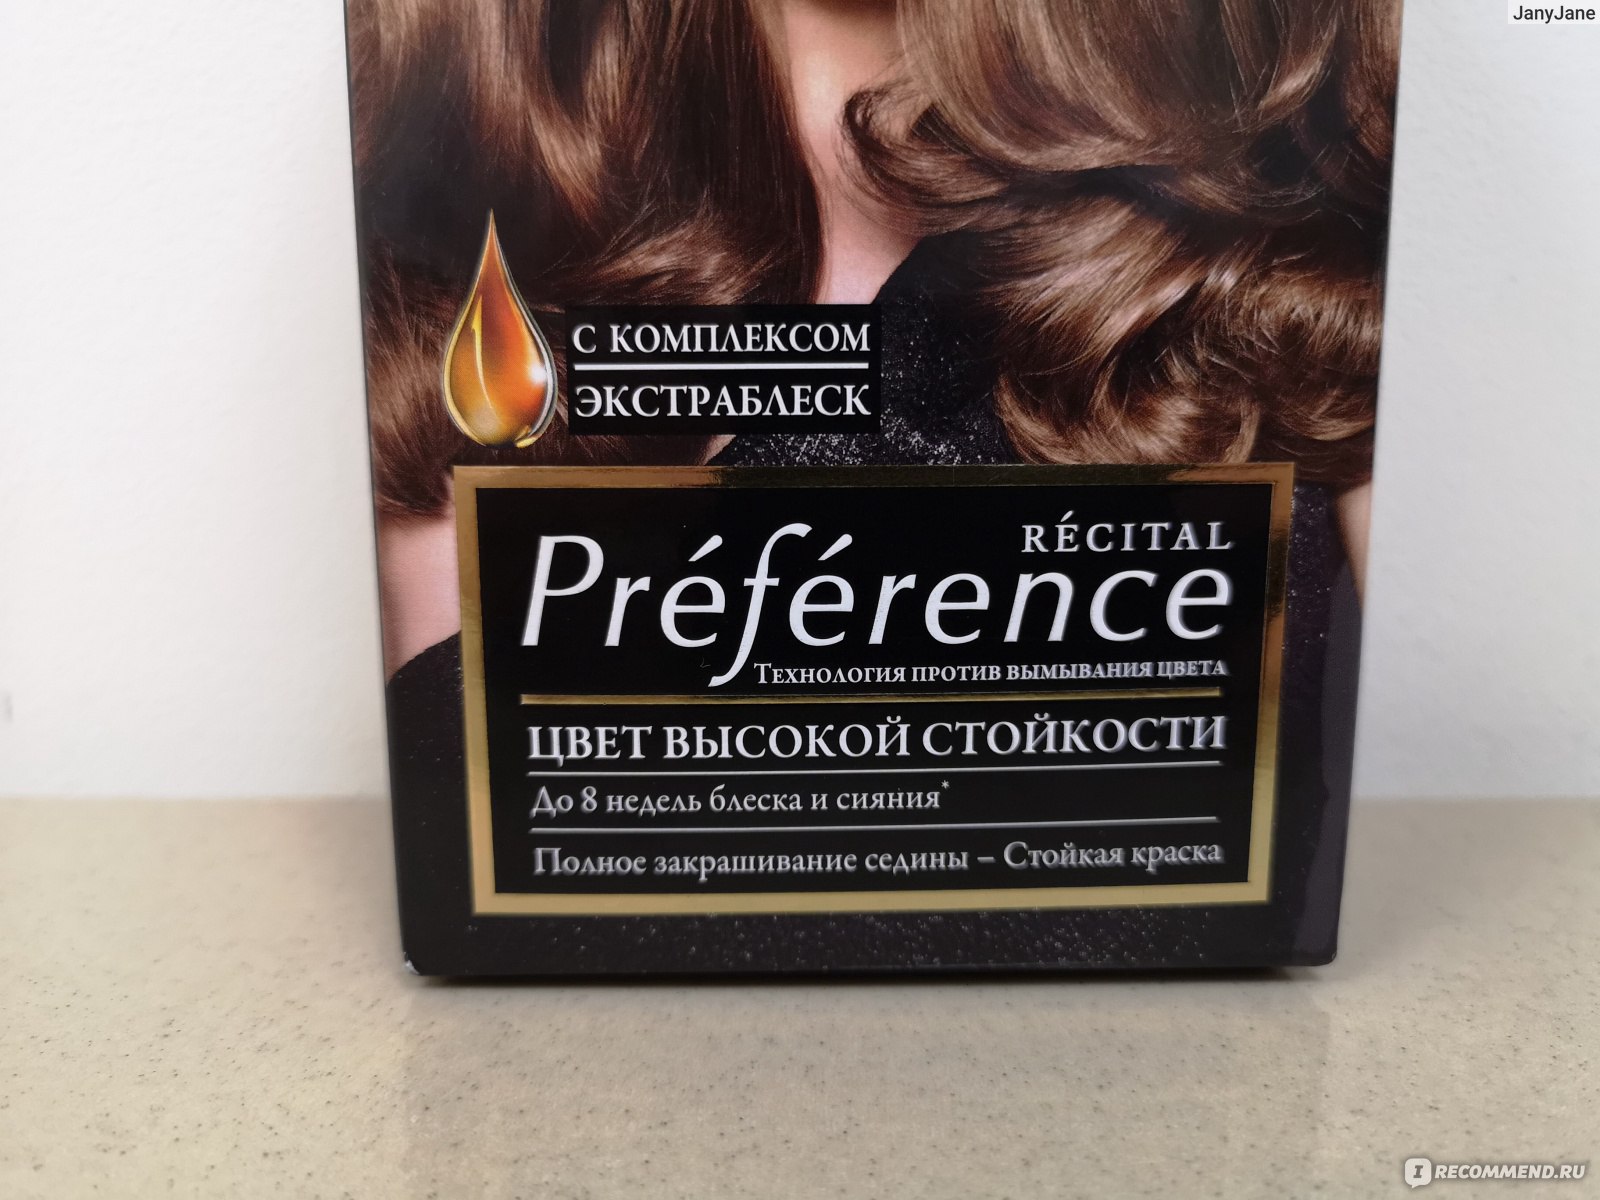 JanyJane
С КОМПЛЕКСОМ
ЭКСТРАБЛЕСК
RÉCITAL
Préférence
ТЕХНОЛОГИЯ ПРОТИВ ВЫМЫВАНИЯ ЦВЕТА
ЦВЕТ ВЫСОКОЙ СТОЙКОСТИ
До 8 недель блеска и сияния*
Полное закрашивание седины – Стойкая краска
IRECOMMEND.RU